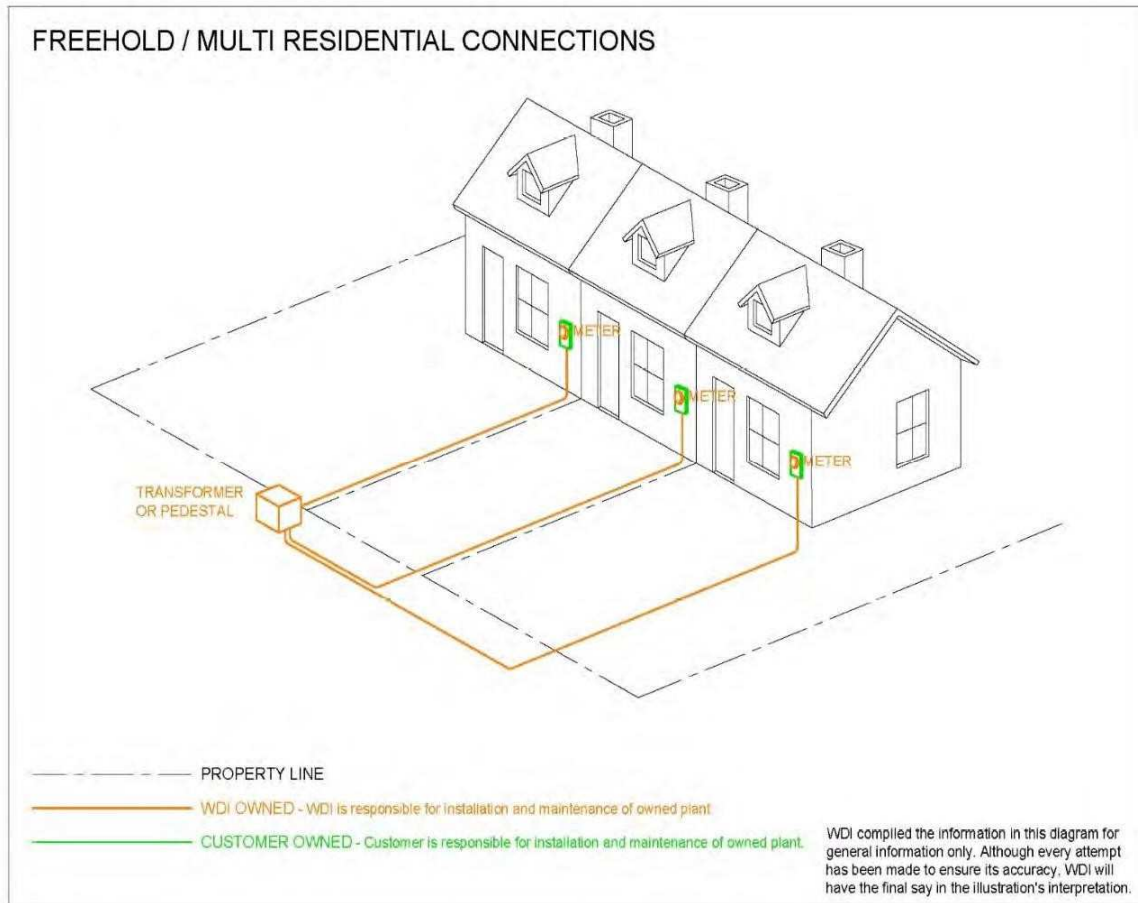 FREEHOLD / MULTI RESIDENTIAL CONNECTIONS
METER
METER
METER
TRANSFORMER
OR PEDESTAL
PROPERTY LINE
WDI OWNED - WDI is responsible for installation and maintenance of owned plant
CUSTOMER OWNED - Customer is responsible for installation and maintenance of owned plant.
WDI compiled the information in this diagram for
general information only. Although every attempt
has been made to ensure its accuracy, WDI will
have the final say in the illustration's interpretation.